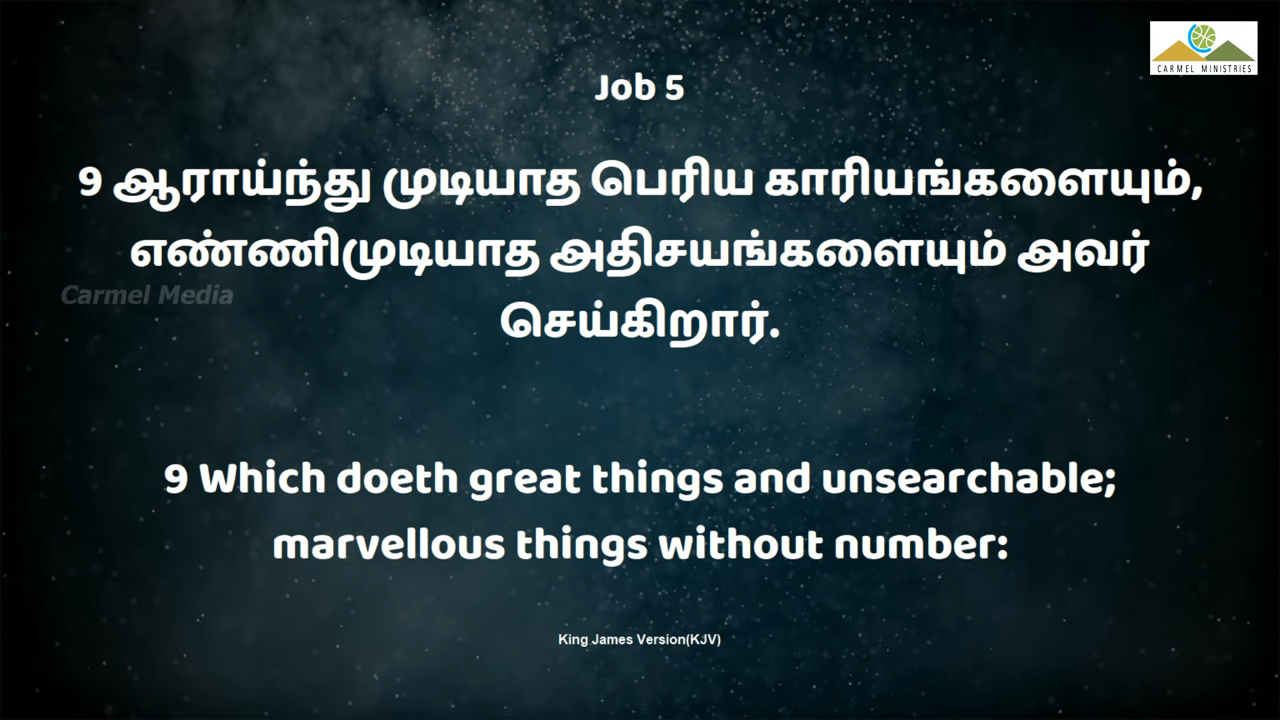 CARMEL MINISTRIES
Job 5
9 ஆராய்ந்து முடியாத பெரிய காரியங்களையும்,
எண்ணிமுடியாத அதிசயங்களையும் அவர்
Carmel Media
செய்கிறார்.
9 Which doeth great things and unsearchable;
marvellous things without number:
King James Version(KJV)